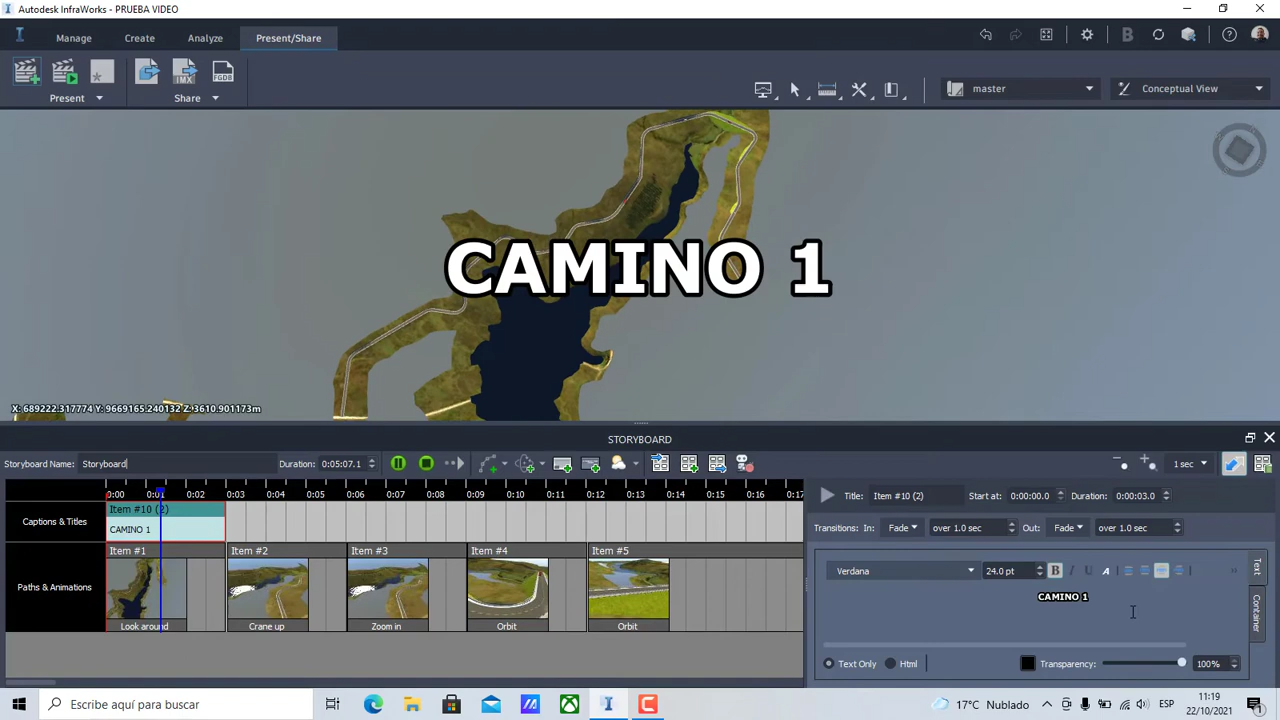 Autodesk InfraWorks - PRUEBA VIDEO
Manage Create Analyze Present/Share
IMX FGDB
Present Share
master Conceptual View
CAMINO 1
X: 689222.317774 Y: 9669165.240132 Z:3610.901173m
STORYBOARD
Storyboard Name: Storyboard Duration: 0:05:07.1 1 sec
0:00 0:01 0:02 0:03 0:04 0:05 0:06 0:07 0:08 0:09 0:10 0:11 0:12 0:13 0:14 0:15 0:16 0:17
Title: Item #10 (2) Start at: 0:00:00.0 Duration: 0:00:03.0
Captions & Titles
Item #10 (2)
CAMINO 1
Transitions: In: Fade over 1.0 sec Out: Fade over 1.0 sec
Paths & Animations
Item #1 Item #2 Item #3 Item #4 Item #5
Look around Crane up Zoom in Orbit Orbit
Verdana 24.0 pt B I U A
CAMINO 1
Text
Container
Text Only Html Transparency: 100%
Escribe aquí para buscar
17°C Nublado ESP
11:19
22/10/2021
1